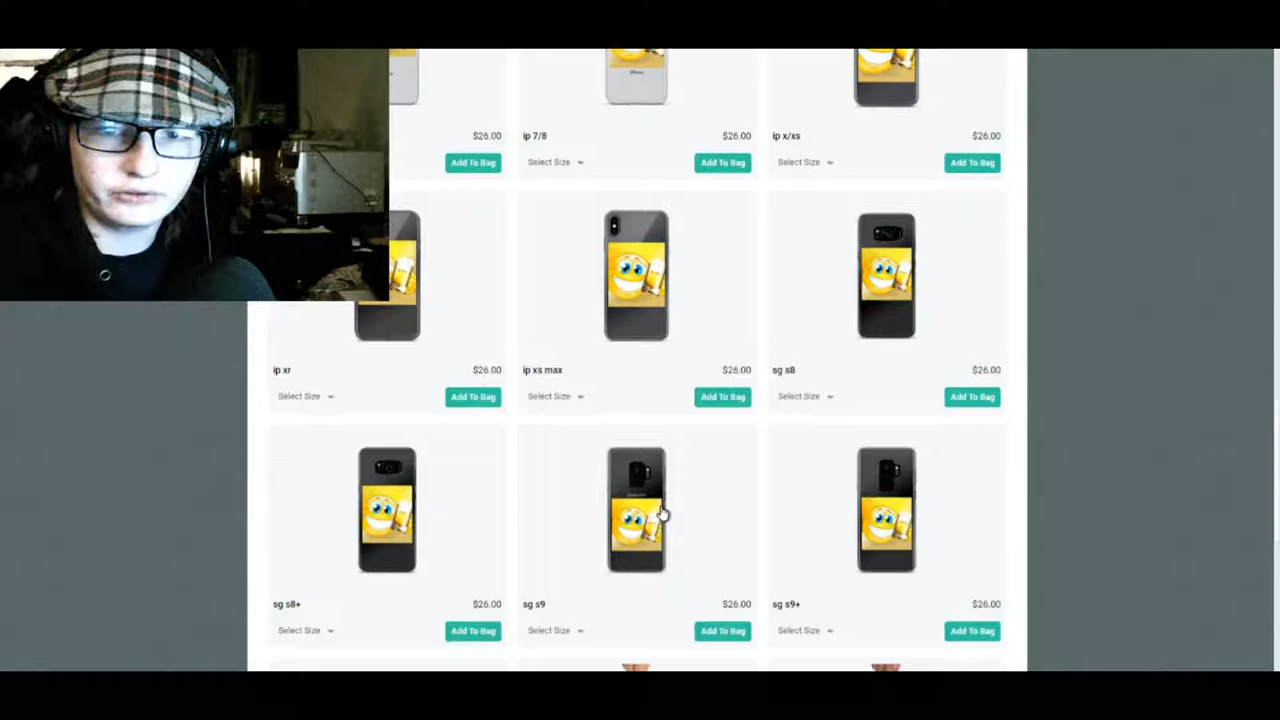 $26.00
ip 7/8 $26.00
ip x/xs $26.00
Add To Bag
Select Size Add To Bag
Select Size Add To Bag
ip xr $26.00
ip xs max $26.00
sg s8 $26.00
Select Size Add To Bag
Select Size Add To Bag
Select Size Add To Bag
sg s8+ $26.00
sg s9 $26.00
sg s9+ $26.00
Select Size Add To Bag
Select Size Add To Bag
Select Size Add To Bag